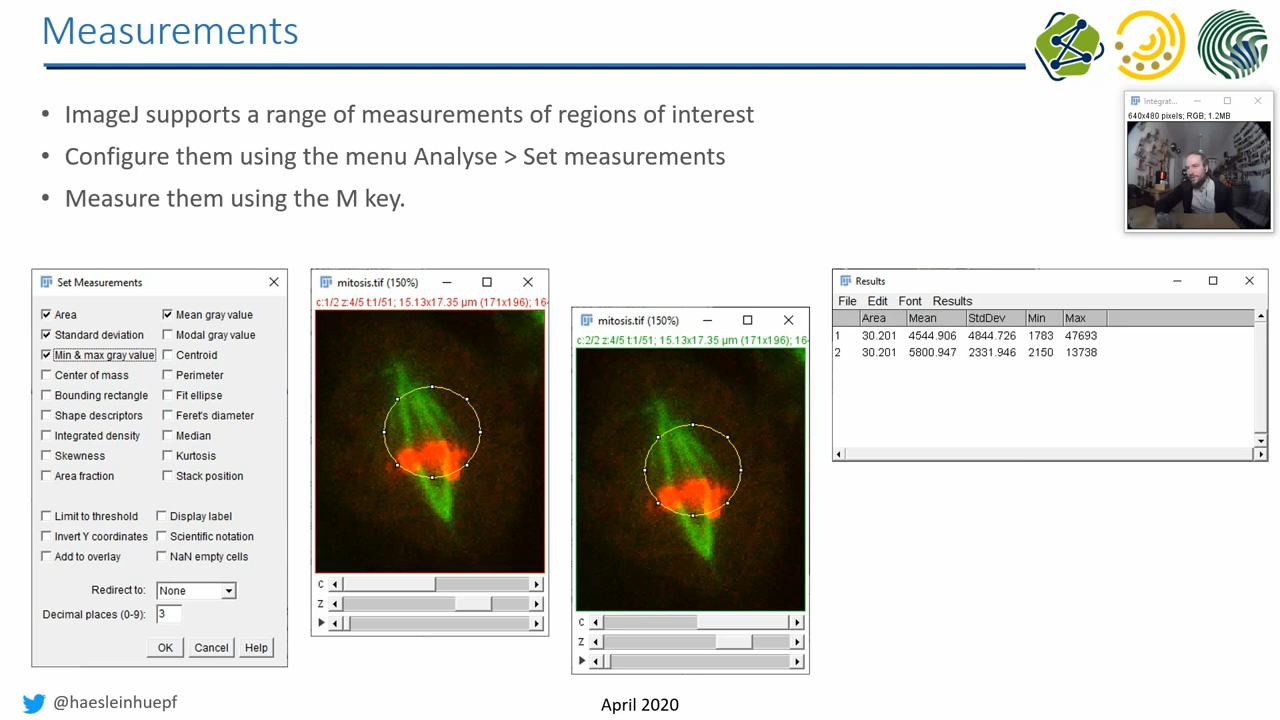 Measurements
Integrat...
640x480 pixels; RGB; 1.2MB
• ImageJ supports a range of measurements of regions of interest
• Configure them using the menu Analyse > Set measurements
• Measure them using the M key.
Set Measurements
Area
Mean gray value
Standard deviation
Modal gray value
Min & max gray value
Centroid
Center of mass
Perimeter
Bounding rectangle
Fit ellipse
Shape descriptors
Feret's diameter
Integrated density
Median
Skewness
Kurtosis
Area fraction
Stack position
Limit to threshold
Display label
Invert Y coordinates
Scientific notation
Add to overlay
NaN empty cells
Redirect to: None
Decimal places (0-9): 3
OK Cancel Help
mitosis.tif (150%)
c:1/2 z:4/5 t:1/51; 15.13x17.35 µm (171x196); 16-
c
z
mitosis.tif (150%)
c:2/2 z:4/5 t:1/51; 15.13x17.35 µm (171x196); 16-
c
z
Results
File Edit Font Results
Area Mean StdDev Min Max
1 30.201 4544.906 4844.726 1783 47693
2 30.201 5800.947 2331.946 2150 13738
@haesleinhuepf
April 2020